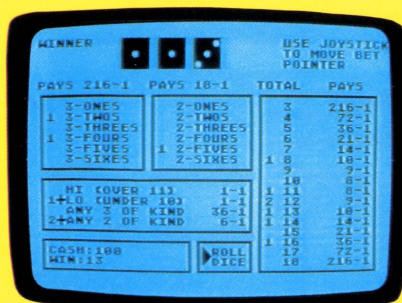 WINNER
USE JOYSTICK
TO MOVE BET
POINTER
PAYS 216-1 PAYS 18-1 TOTAL PAYS
3-ONES
1 3-TWOS
3-THREES
1 3-FOURS
3-FIVES
3-SIXES
2-ONES
2-TWOS
2-THREES
2-FOURS
1 2-FIVES
2-SIXES
3 216-1
4 72-1
5 36-1
6 21-1
7 14-1
1 8 10-1
9 9-1
10 8-1
1 11 8-1
2 12 9-1
1 13 10-1
1 14 14-1
15 21-1
1 16 36-1
17 72-1
18 216-1
HI (OVER 11) 1-1
1+LO (UNDER 10) 1-1
ANY 3 OF KIND 36-1
2+ANY 2 OF KIND 6-1
CASH:100
WIN:13
ROLL
DICE